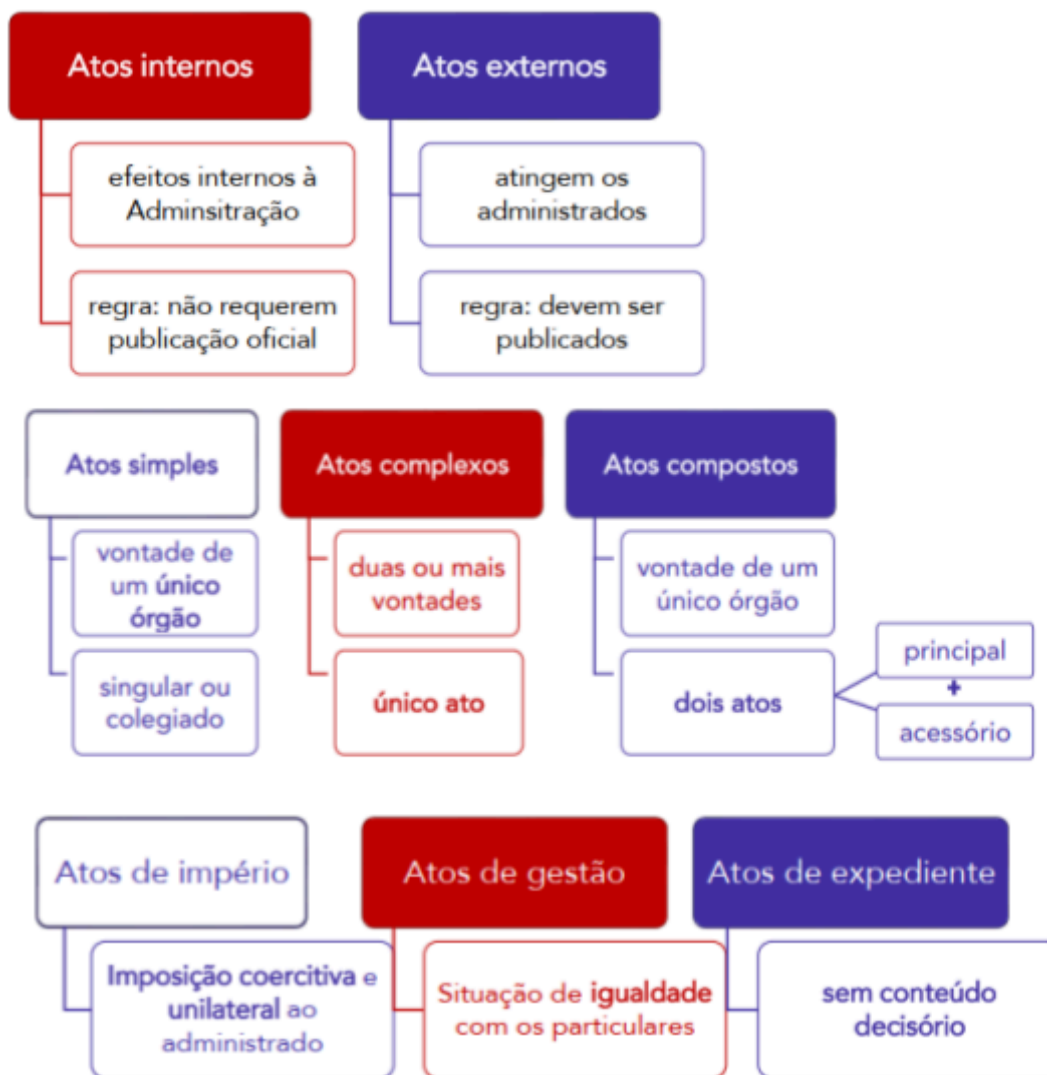 Atos internos
Atos externos
efeitos internos à
Adminsitração
atingem os
administrados
regra: não requerem
publicação oficial
regra: devem ser
publicados
Atos simples
Atos complexos
Atos compostos
vontade de
um único
órgão
duas ou mais
vontades
vontade de um
único órgão
singular ou
colegiado
único ato
dois atos
principal
+
acessório
Atos de império
Atos de gestão
Atos de expediente
Imposição coercitiva e
unilateral ao
administrado
Situação de igualdade
com os particulares
sem conteúdo
decisório